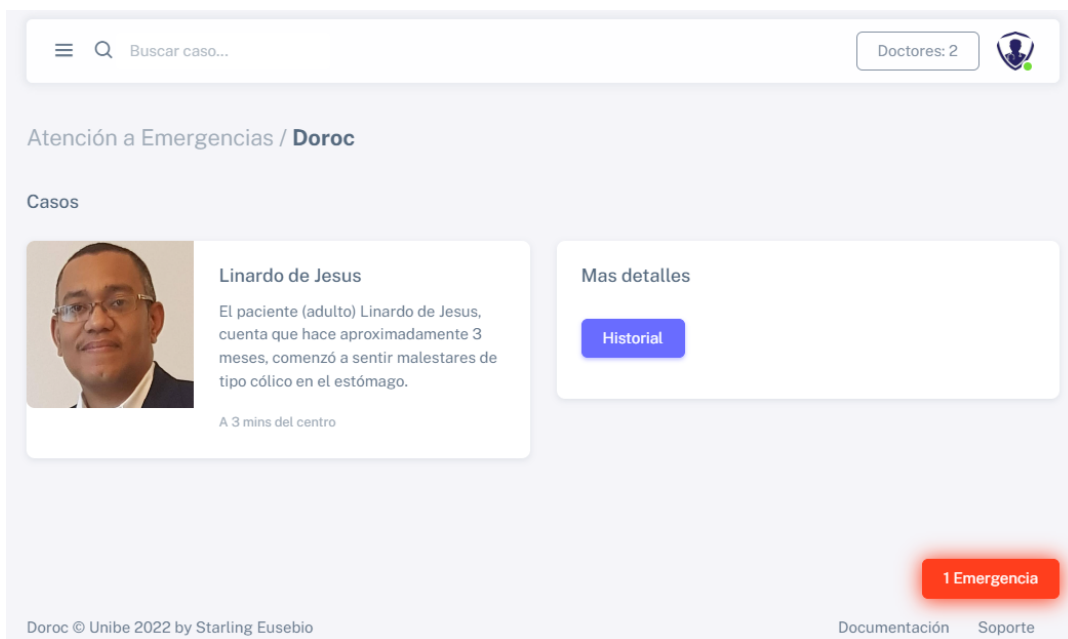 Buscar caso...
Doctores: 2
Atención a Emergencias / Doroc
Casos
Linardo de Jesus
El paciente (adulto) Linardo de Jesus,
cuenta que hace aproximadamente 3
meses, comenzó a sentir malestares de
tipo cólico en el estómago.
A 3 mins del centro
Mas detalles
Historial
1 Emergencia
Doroc © Unibe 2022 by Starling Eusebio
Documentación
Soporte